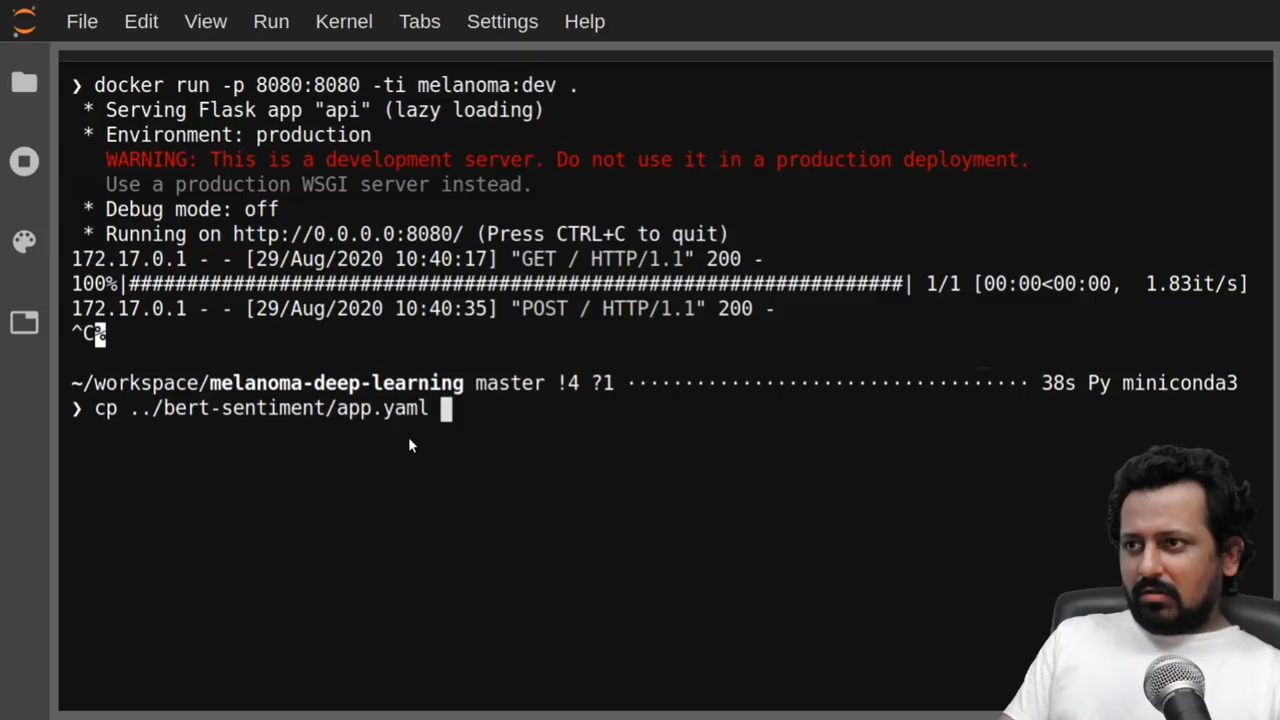 File Edit View Run Kernel Tabs Settings Help
❯ docker run -p 8080:8080 -ti melanoma:dev .
* Serving Flask app "api" (lazy loading)
* Environment: production
WARNING: This is a development server. Do not use it in a production deployment.
Use a production WSGI server instead.
* Debug mode: off
* Running on http://0.0.0.0:8080/ (Press CTRL+C to quit)
172.17.0.1 - - [29/Aug/2020 10:40:17] "GET / HTTP/1.1" 200 -
100%|###################################################################| 1/1 [00:00<00:00, 1.83it/s]
172.17.0.1 - - [29/Aug/2020 10:40:35] "POST / HTTP/1.1" 200 -
^C%
~/workspace/melanoma-deep-learning master !4 ?1 ··································· 38s Py miniconda3
❯ cp ../bert-sentiment/app.yaml